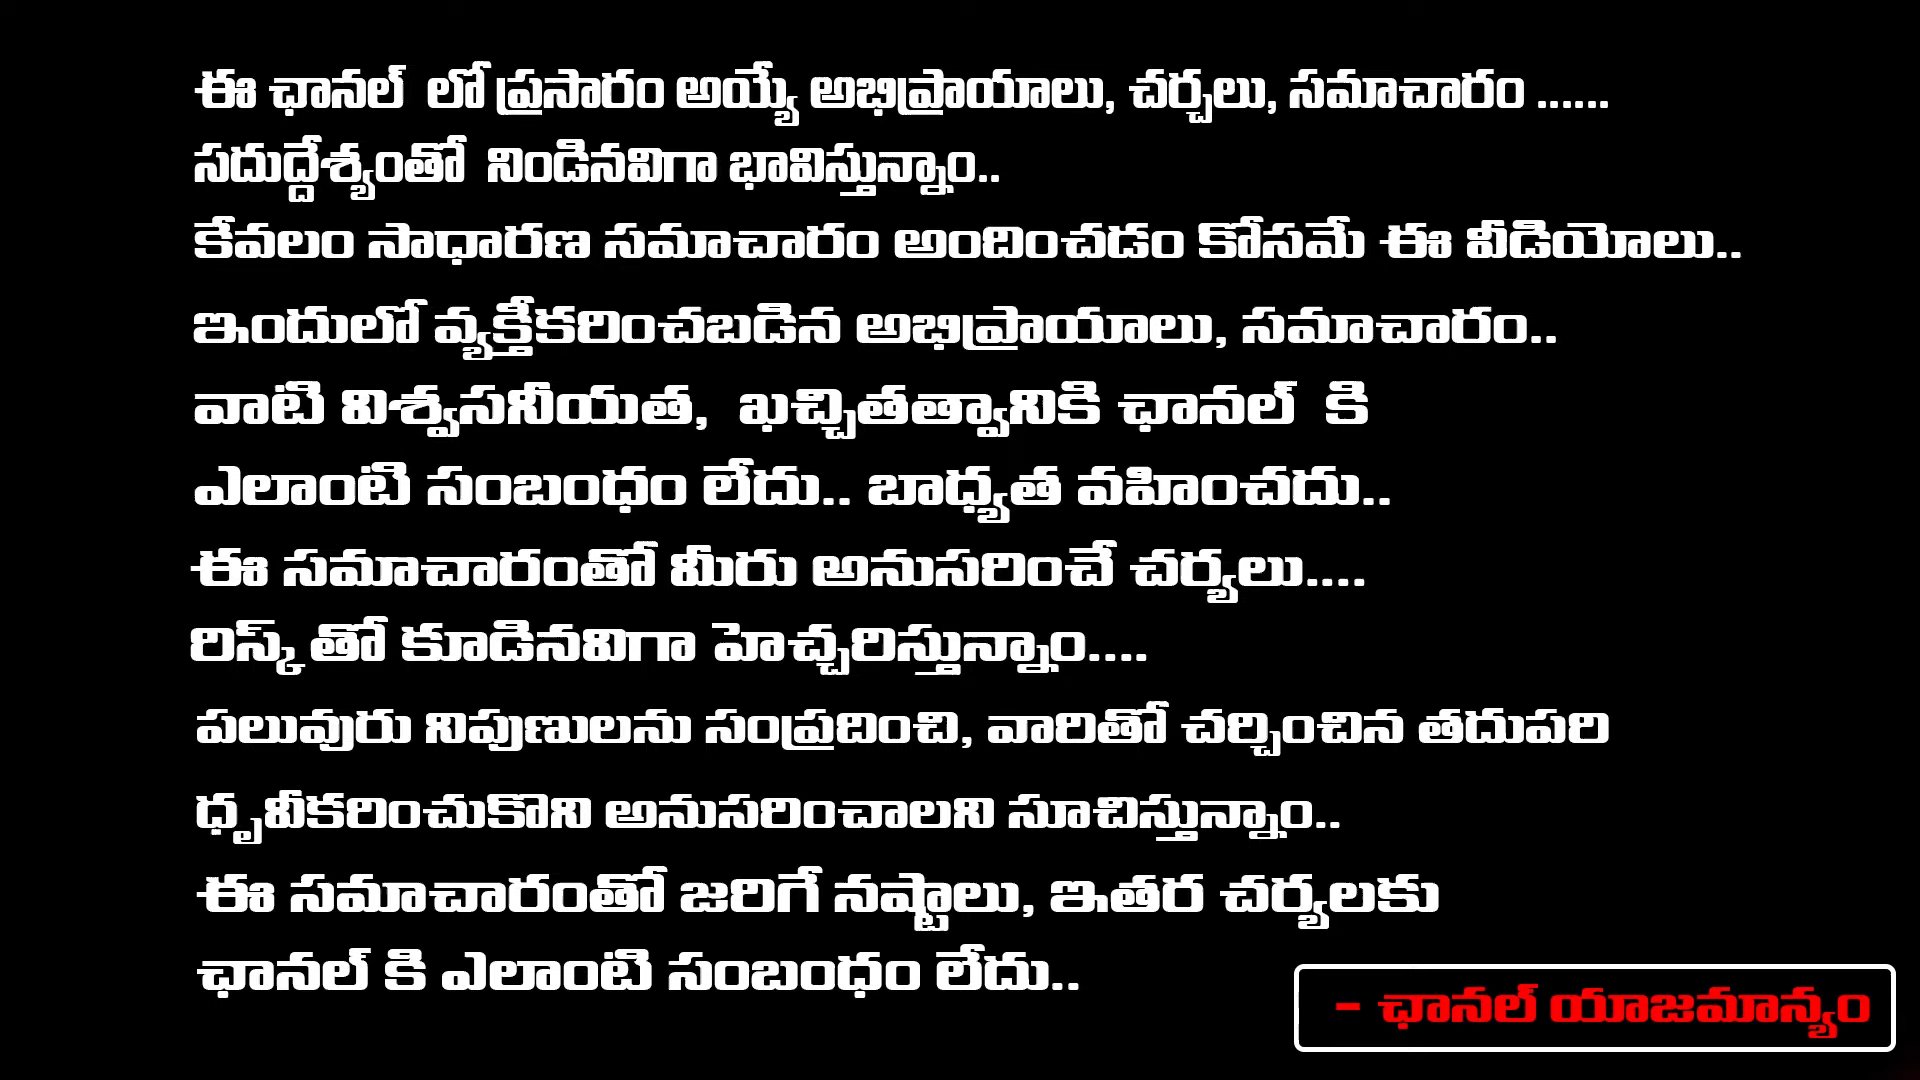 ఈ ఛానల్ లో ప్రసారం అయ్యే అభిప్రాయాలు, చర్చలు, సమాచారం ......
సదుద్దేశ్యంతో నిండినవిగా భావిస్తున్నాం..
కేవలం సాధారణ సమాచారం అందించడం కోసమే ఈ వీడియోలు..
ఇందులో వ్యక్తీకరించబడిన అభిప్రాయాలు, సమాచారం..
వాటి విశ్వసనీయత, ఖచ్చితత్వానికి ఛానల్ కి
ఎలాంటి సంబంధం లేదు.. బాధ్యత వహించదు..
ఈ సమాచారంతో మీరు అనుసరించే చర్యలు....
రిస్క్ తో కూడినవిగా హెచ్చరిస్తున్నాం....
పలువురు నిపుణులను సంప్రదించి, వారితో చర్చించిన తదుపరి
ధృవీకరించుకొని అనుసరించాలని సూచిస్తున్నాం..
ఈ సమాచారంతో జరిగే నష్టాలు, ఇతర చర్యలకు
ఛానల్ కి ఎలాంటి సంబంధం లేదు..
- ఛానల్ యాజమాన్యం